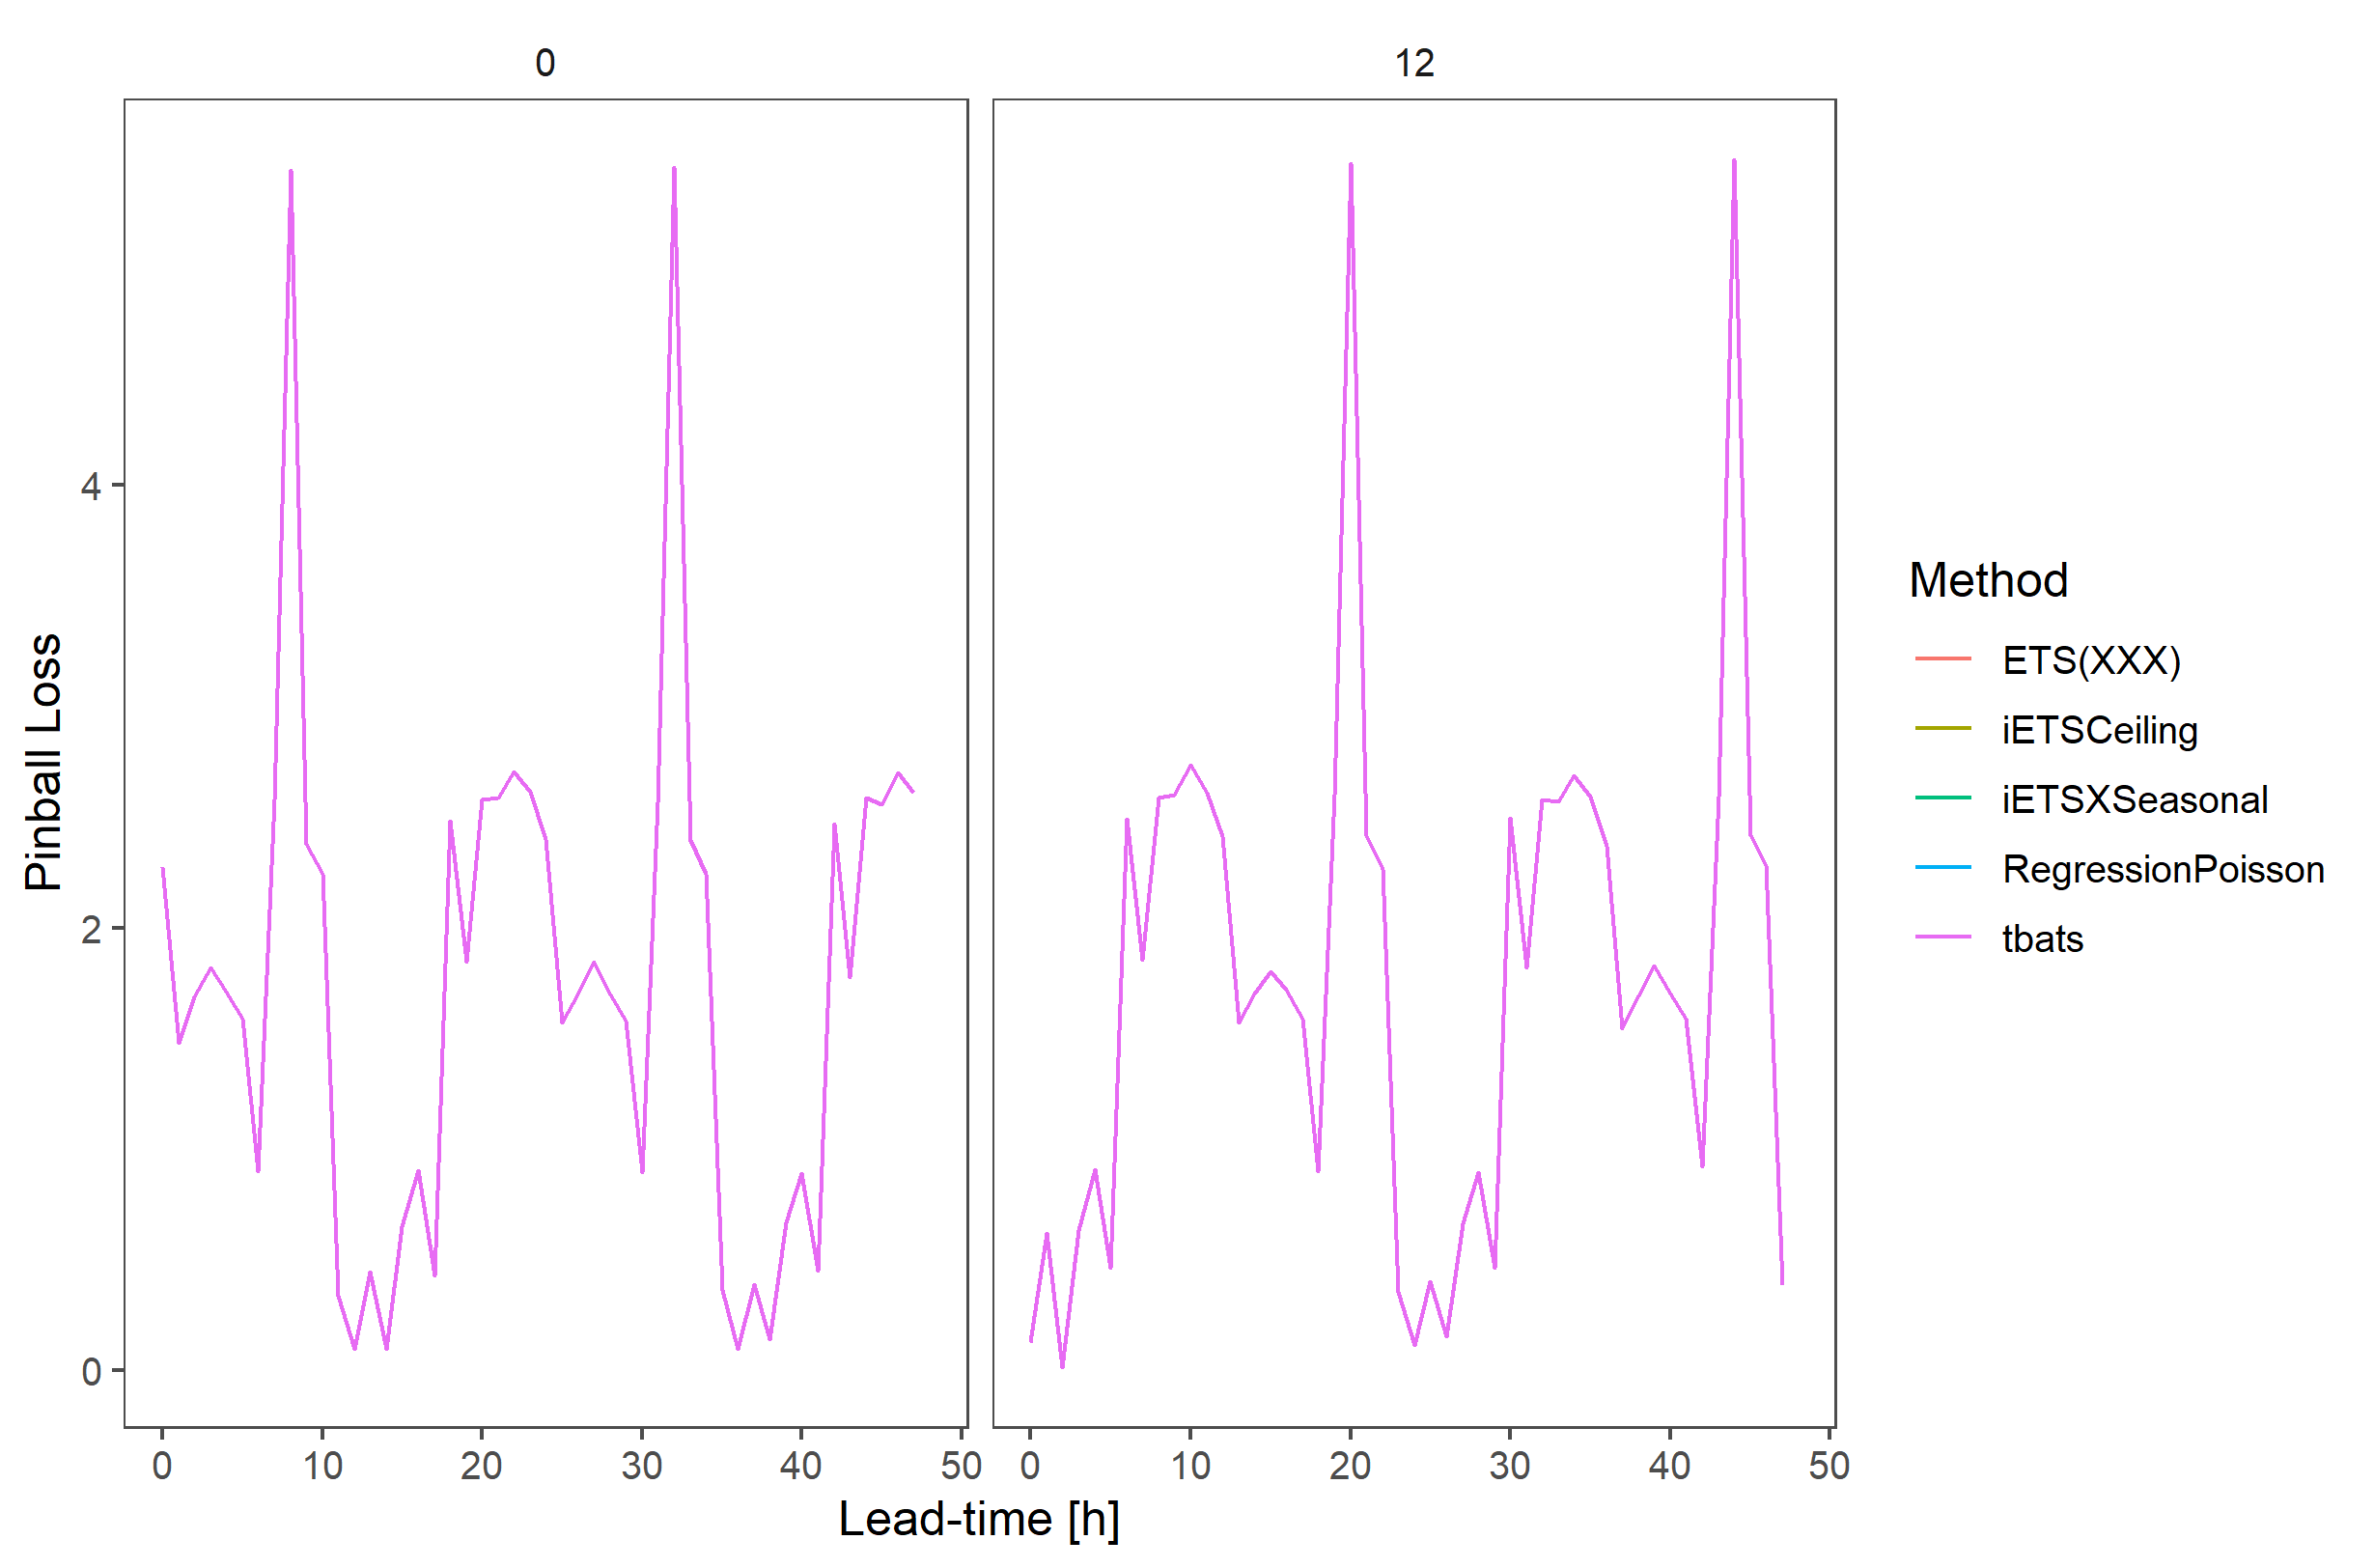 0
12
Pinball Loss
4
2
0
0 10 20 30 40 50
0 10 20 30 40 50
Lead-time [h]
Method
ETS(XXX)
iETSCeiling
iETSXSeasonal
RegressionPoisson
tbats